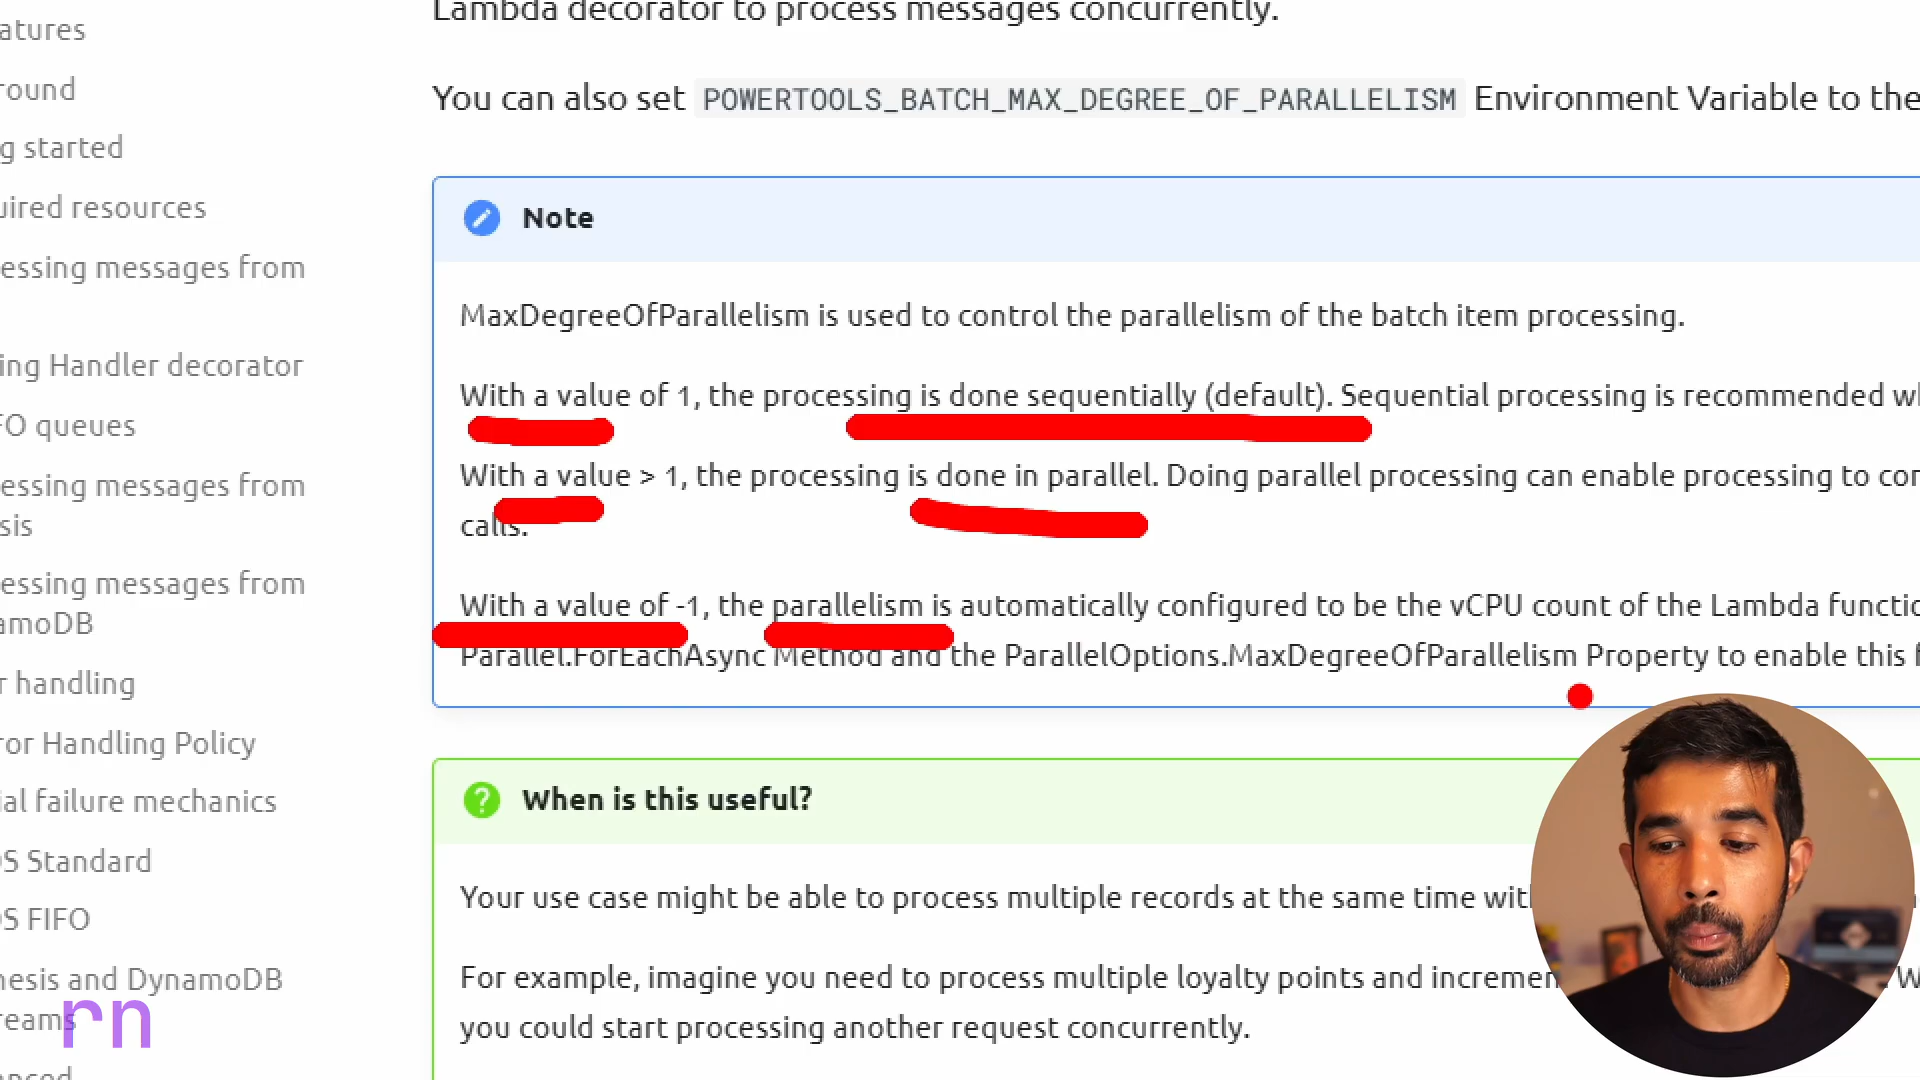 Lambda decorator to process messages concurrently.
atures
round
You can also set POWERTOOLS_BATCH_MAX_DEGREE_OF_PARALLELISM Environment Variable to the
g started
uired resources
Note
essing messages from
MaxDegreeOfParallelism is used to control the parallelism of the batch item processing.
ing Handler decorator
With a value of 1, the processing is done sequentially (default). Sequential processing is recommended wh
FO queues
With a value > 1, the processing is done in parallel. Doing parallel processing can enable processing to con
essing messages from
sis
calls.
essing messages from
amoDB
With a value of -1, the parallelism is automatically configured to be the vCPU count of the Lambda functio
Parallel.ForEachAsync Method and the ParallelOptions.MaxDegreeOfParallelism Property to enable this f
r handling
ror Handling Policy
ial failure mechanics
When is this useful?
S Standard
Your use case might be able to process multiple records at the same time with
S FIFO
nesis and DynamoDB
reams
For example, imagine you need to process multiple loyalty points and incremen
you could start processing another request concurrently.
rn